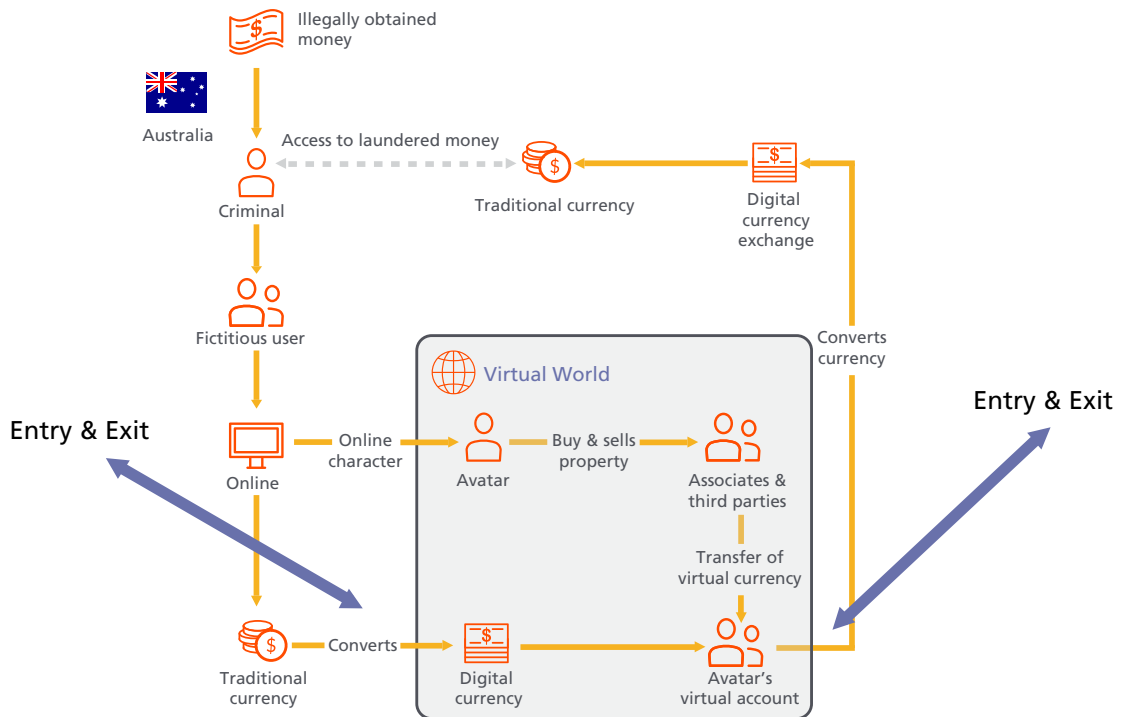 Illegally obtained
money
Australia
Access to laundered money
Criminal
Traditional currency
Digital
currency
exchange
Fictitious user
Converts
currency
Virtual World
Entry & Exit
Entry & Exit
Online
Online
character
Avatar
Buy & sells
property
Associates &
third parties
Transfer of
virtual currency
Traditional
currency
Converts
Digital
currency
Avatar’s
virtual account